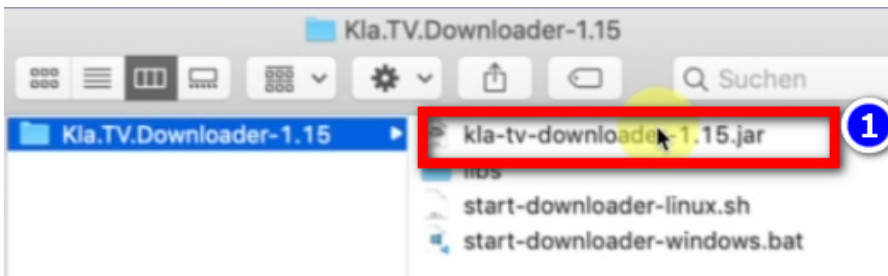 Kla.TV.Downloader-1.15
Suchen
Kla.TV.Downloader-1.15
kla-tv-downloader-1.15.jar
1
libs
start-downloader-linux.sh
start-downloader-windows.bat